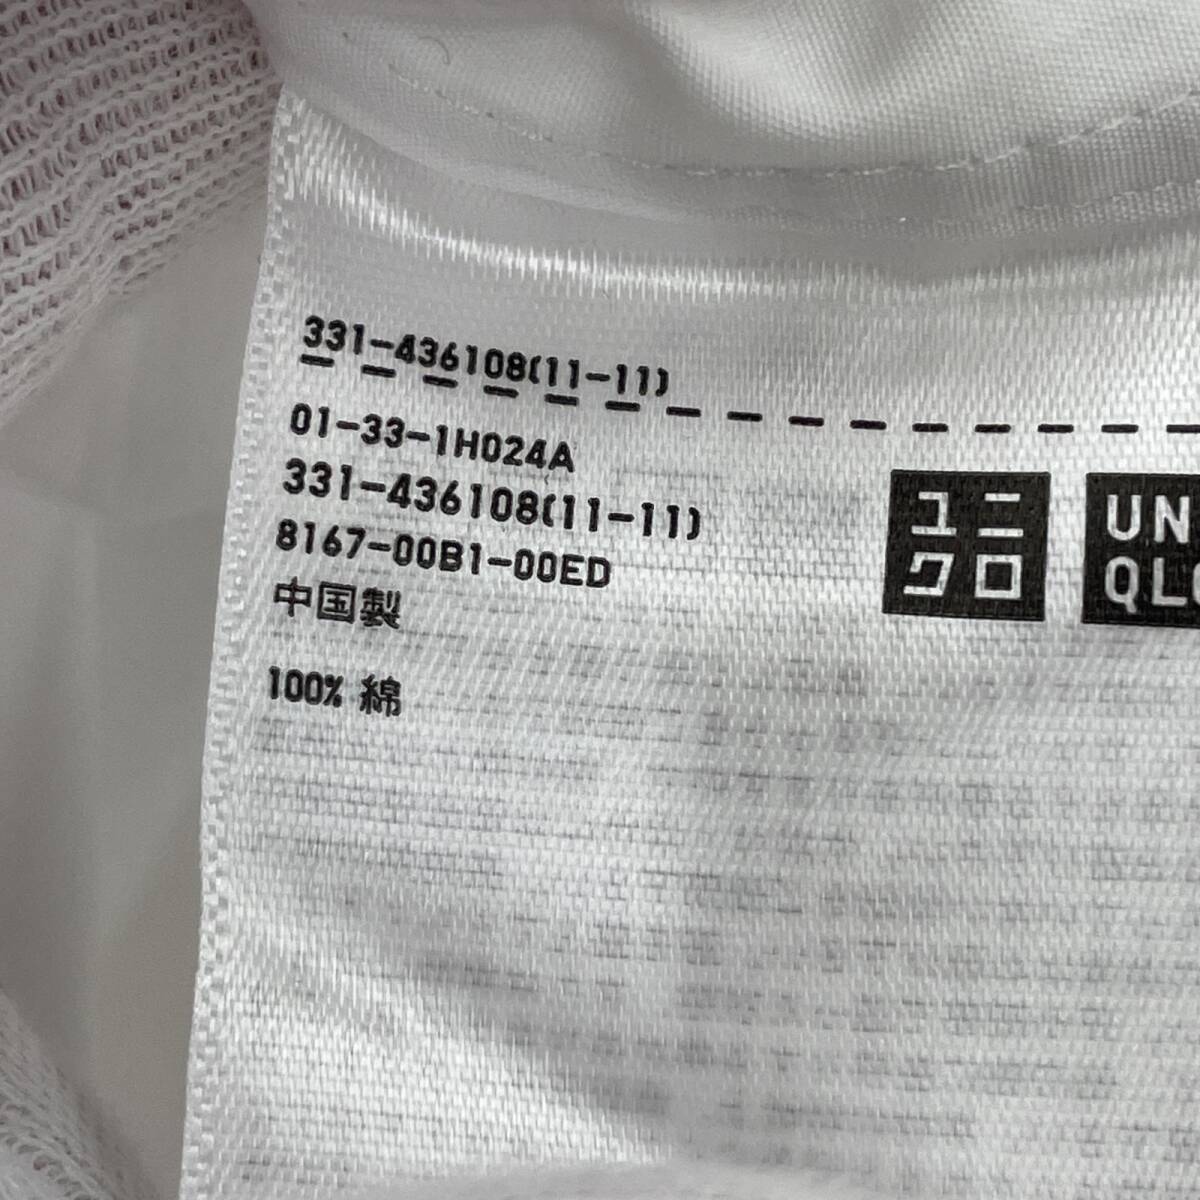 331-436108(11-11)
01-33-1H024A
331-436108(11-11)
8167-00B1-00ED
中国製
100% 綿
ユニ
クロ
UN
QL